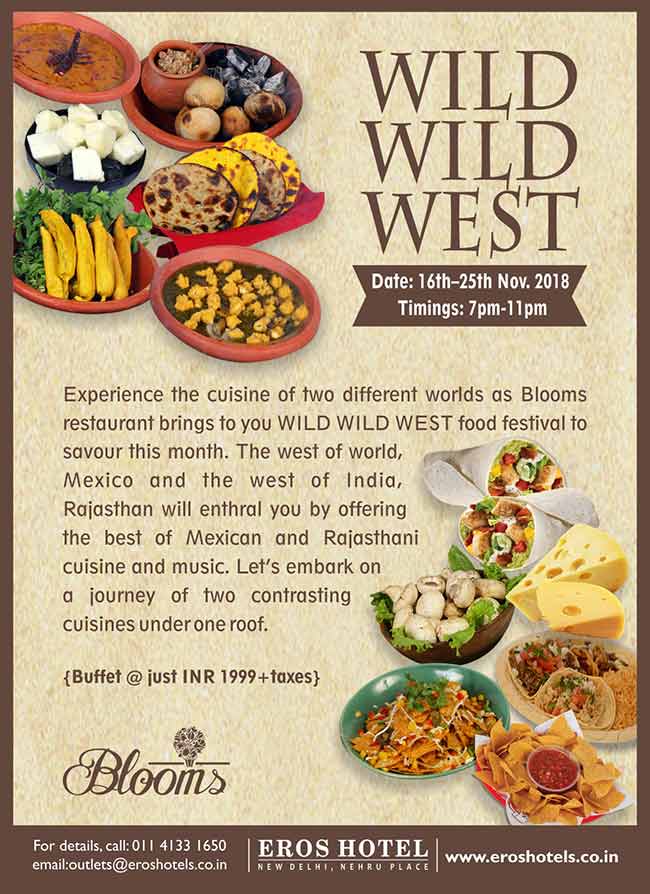 WILD
WILD
WEST
Date: 16th–25th Nov. 2018
Timings: 7pm-11pm
Experience the cuisine of two different worlds as Blooms
restaurant brings to you WILD WILD WEST food festival to
savour this month. The west of world,
Mexico and the west of India,
Rajasthan will enthral you by offering
the best of Mexican and Rajasthani
cuisine and music. Let's embark on
a journey of two contrasting
cuisines under one roof.
{Buffet @ just INR 1999+taxes}
Blooms
For details, call: 011 4133 1650
email:outlets@eroshotels.co.in
EROS HOTEL
NEW DELHI, NEHRU PLACE
www.eroshotels.co.in